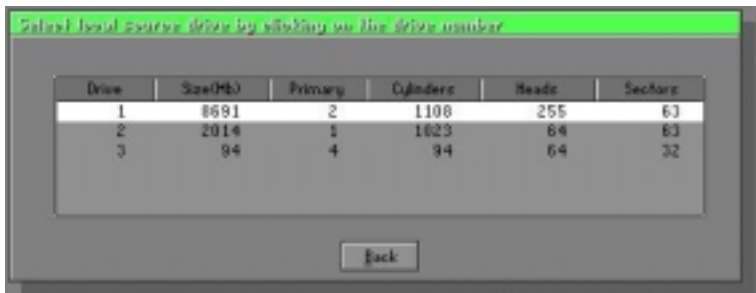 Select local source drive by clicking on the drive number
Drive Size(Mb) Primary Cylinders Heads Sectors
1 8691 2 1108 255 63
2 2014 1 1023 64 63
3 94 4 94 64 32
Back